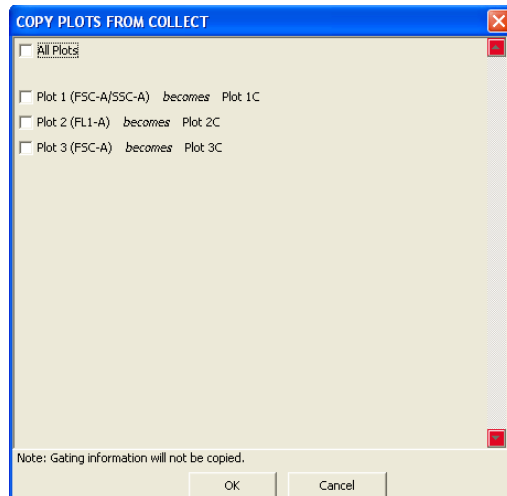 COPY PLOTS FROM COLLECT
All Plots
Plot 1 (FSC-A/SSC-A) becomes Plot 1C
Plot 2 (FL1-A) becomes Plot 2C
Plot 3 (FSC-A) becomes Plot 3C
Note: Gating information will not be copied.
OK Cancel